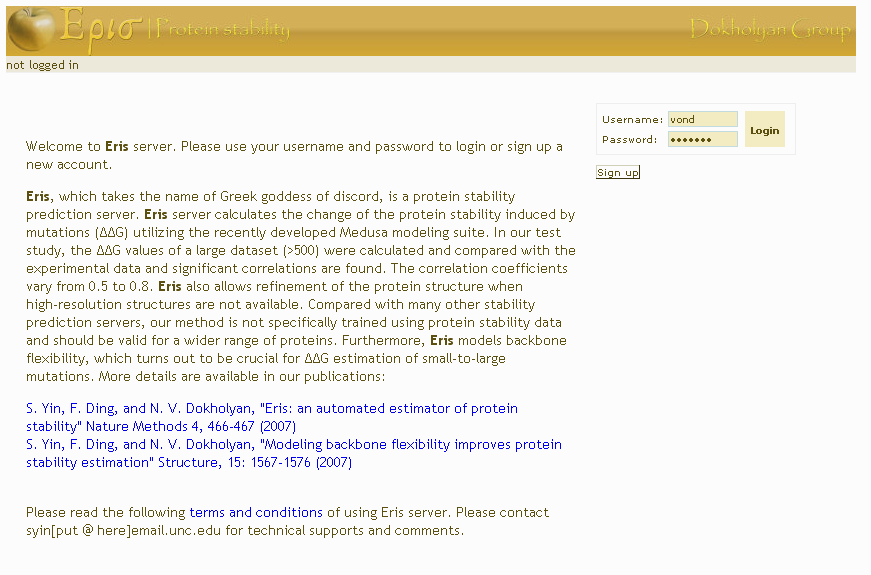 Eρισ | Protein stability
Dokholyan Group
not logged in
Username: vond
Password: •••••••
Login
Sign up
Welcome to Eris server. Please use your username and password to login or sign up a
new account.
Eris, which takes the name of Greek goddess of discord, is a protein stability
prediction server. Eris server calculates the change of the protein stability induced by
mutations (ΔΔG) utilizing the recently developed Medusa modeling suite. In our test
study, the ΔΔG values of a large dataset (>500) were calculated and compared with the
experimental data and significant correlations are found. The correlation coefficients
vary from 0.5 to 0.8. Eris also allows refinement of the protein structure when
high-resolution structures are not available. Compared with many other stability
prediction servers, our method is not specifically trained using protein stability data
and should be valid for a wider range of proteins. Furthermore, Eris models backbone
flexibility, which turns out to be crucial for ΔΔG estimation of small-to-large
mutations. More details are available in our publications:
S. Yin, F. Ding, and N. V. Dokholyan, "Eris: an automated estimator of protein
stability" Nature Methods 4, 466-467 (2007)
S. Yin, F. Ding, and N. V. Dokholyan, "Modeling backbone flexibility improves protein
stability estimation" Structure, 15: 1567-1576 (2007)
Please read the following terms and conditions of using Eris server. Please contact
syin[put @ here]email.unc.edu for technical supports and comments.